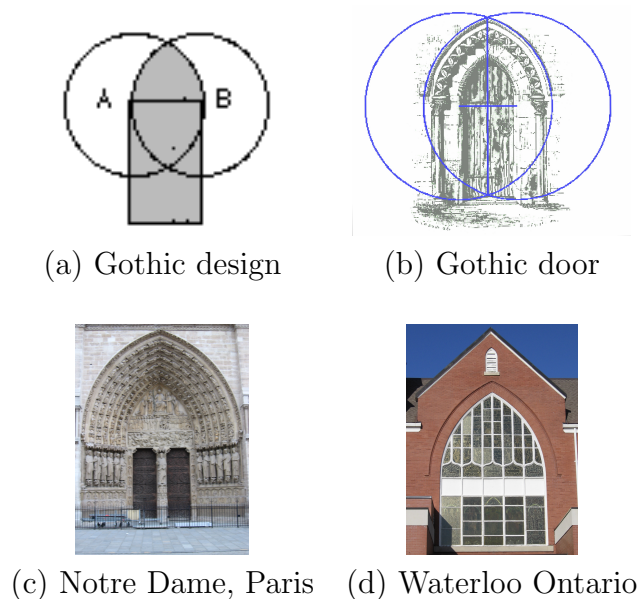 A B
(a) Gothic design (b) Gothic door
(c) Notre Dame, Paris (d) Waterloo Ontario